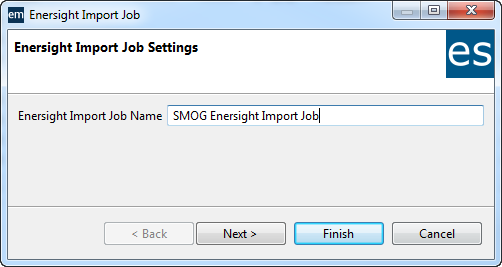 em Enersight Import Job
Enersight Import Job Settings
es
Enersight Import Job Name SMOG Enersight Import Job
< Back Next > Finish Cancel